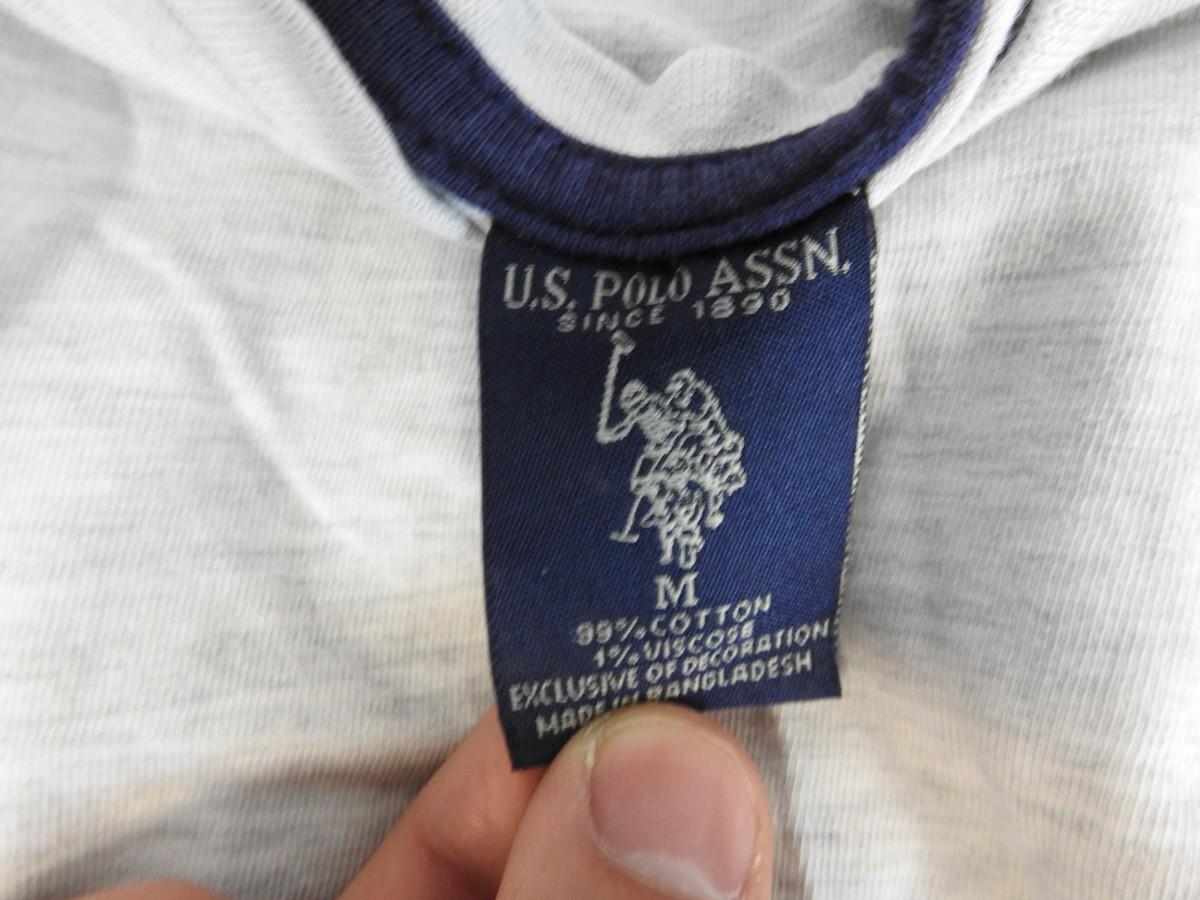 U.S. POLO ASSN.
SINCE 1890
M
99% COTTON
1% VISCOSE
EXCLUSIVE OF DECORATION
MADE IN BANGLADESH